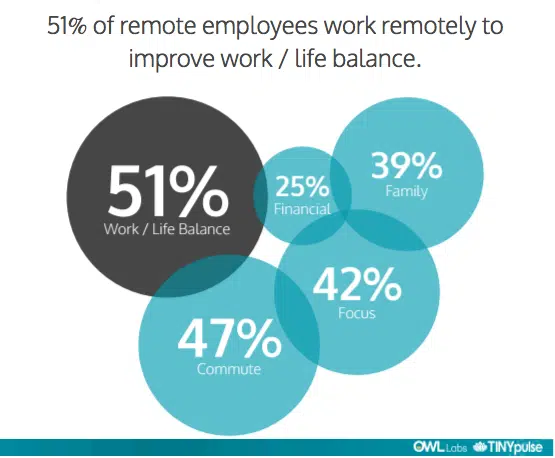 51% of remote employees work remotely to
improve work / life balance.
51%
Work / Life Balance
25%
Financial
39%
Family
42%
Focus
47%
Commute
OWL Labs TINYpulse